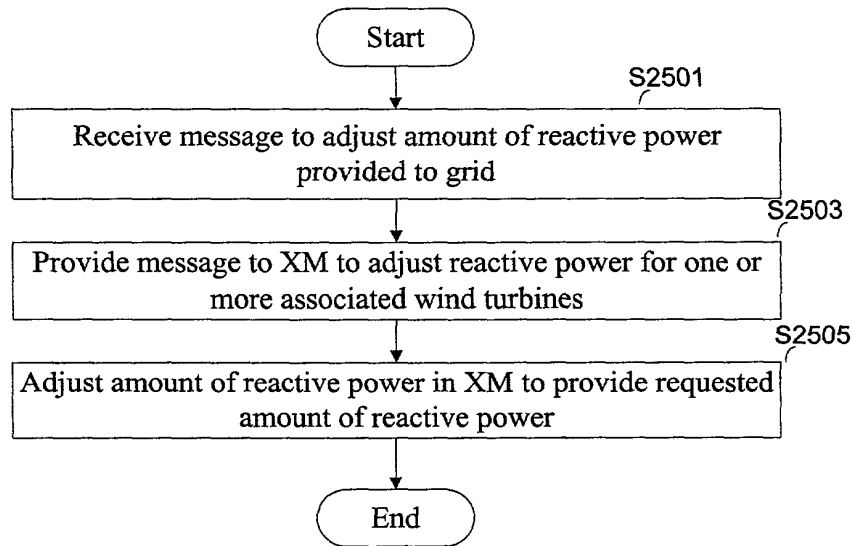 Start
S2501
Receive message to adjust amount of reactive power
provided to grid
S2503
Provide message to XM to adjust reactive power for one or
more associated wind turbines
S2505
Adjust amount of reactive power in XM to provide requested
amount of reactive power
End